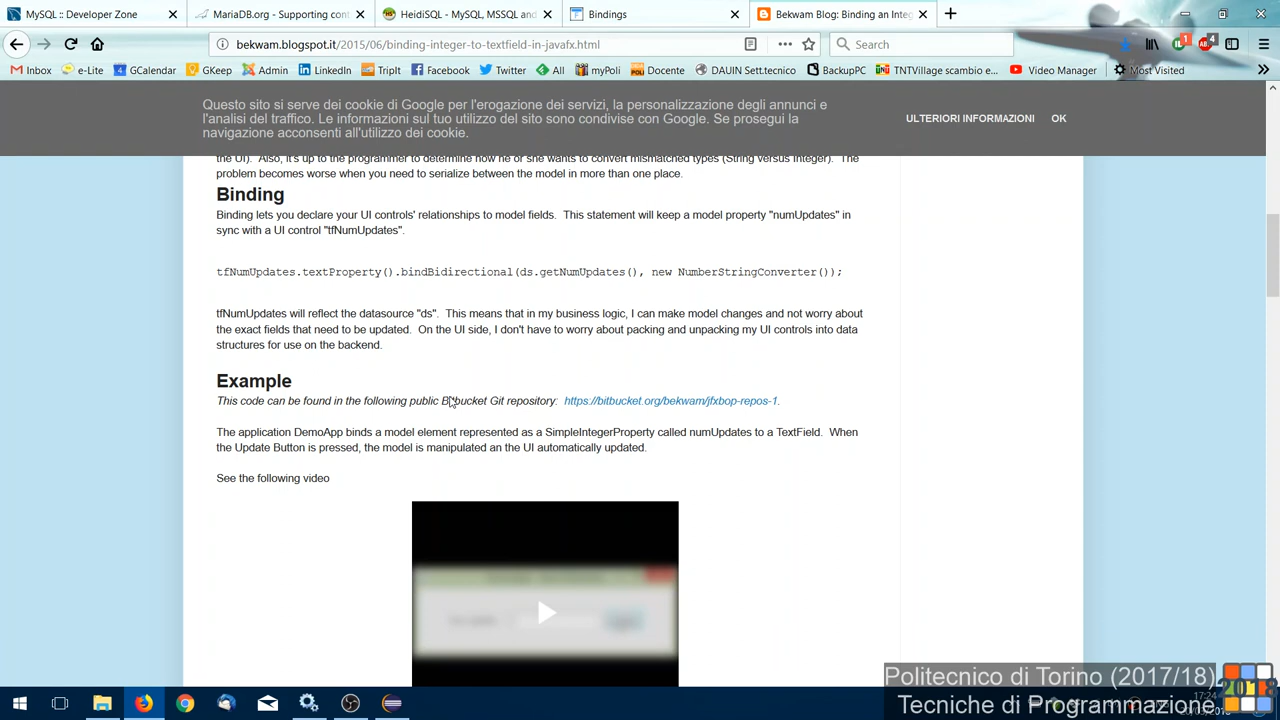 MySQL :: Developer Zone
MariaDB.org - Supporting cont
HeidiSQL - MySQL, MSSQL and
Bindings
Bekwam Blog: Binding an Integ
bekwam.blogspot.it/2015/06/binding-integer-to-textfield-in-javafx.html
Search
1
4
Inbox
e-Lite
GCalendar
GKeep
Admin
LinkedIn
TripIt
Facebook
Twitter
All
myPoli
Docente
DAUIN Sett.tecnico
BackupPC
TNTVillage scambio e...
Video Manager
Most Visited
Questo sito si serve dei cookie di Google per l'erogazione dei servizi, la personalizzazione degli annunci e
l'analisi del traffico. Le informazioni sul tuo utilizzo del sito sono condivise con Google. Se prosegui la
navigazione acconsenti all'utilizzo dei cookie.
ULTERIORI INFORMAZIONI
OK
the UI). Also, it's up to the programmer to determine how he or she wants to convert mismatched types (String versus Integer). The
problem becomes worse when you need to serialize between the model in more than one place.
Binding
Binding lets you declare your UI controls' relationships to model fields. This statement will keep a model property "numUpdates" in
sync with a UI control "tfNumUpdates".
tfNumUpdates.textProperty().bindBidirectional(ds.getNumUpdates(), new NumberStringConverter());
tfNumUpdates will reflect the datasource "ds". This means that in my business logic, I can make model changes and not worry about
the exact fields that need to be updated. On the UI side, I don't have to worry about packing and unpacking my UI controls into data
structures for use on the backend.
Example
This code can be found in the following public Bitbucket Git repository: https://bitbucket.org/bekwam/jfxbop-repos-1.
The application DemoApp binds a model element represented as a SimpleIntegerProperty called numUpdates to a TextField. When
the Update Button is pressed, the model is manipulated an the UI automatically updated.
See the following video
Politecnico di Torino (2017/18)
Tecniche di Programmazione
2018
17:24